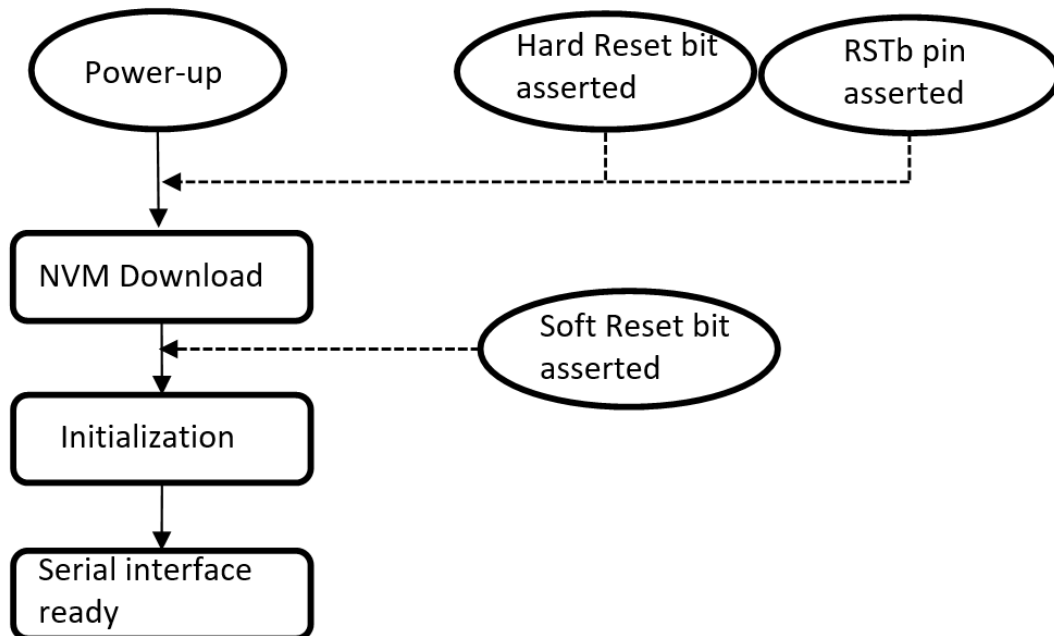 Power-up
Hard Reset bit
asserted
RSTb pin
asserted
NVM Download
Soft Reset bit
asserted
Initialization
Serial interface
ready